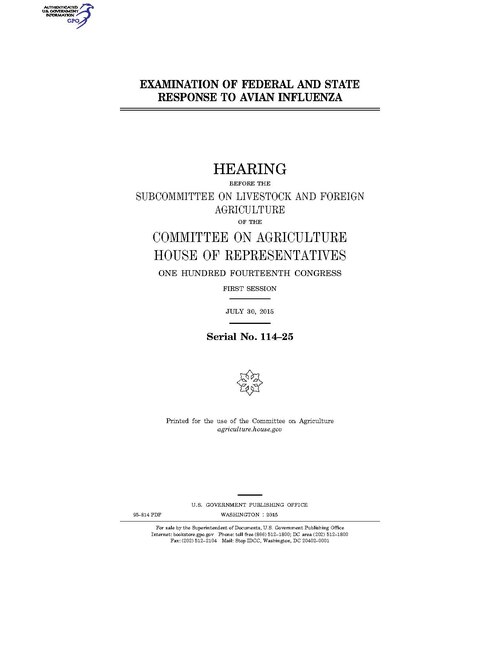 AUTHENTICATED
U.S. GOVERNMENT
INFORMATION
GPO
EXAMINATION OF FEDERAL AND STATE
RESPONSE TO AVIAN INFLUENZA
HEARING
BEFORE THE
SUBCOMMITTEE ON LIVESTOCK AND FOREIGN
AGRICULTURE
OF THE
COMMITTEE ON AGRICULTURE
HOUSE OF REPRESENTATIVES
ONE HUNDRED FOURTEENTH CONGRESS
FIRST SESSION
JULY 30, 2015
Serial No. 114–25
Printed for the use of the Committee on Agriculture
agriculture.house.gov
U.S. GOVERNMENT PUBLISHING OFFICE
95–814 PDF WASHINGTON : 2015
For sale by the Superintendent of Documents, U.S. Government Publishing Office
Internet: bookstore.gpo.gov Phone: toll free (866) 512–1800; DC area (202) 512–1800
Fax: (202) 512–2104 Mail: Stop IDCC, Washington, DC 20402–0001